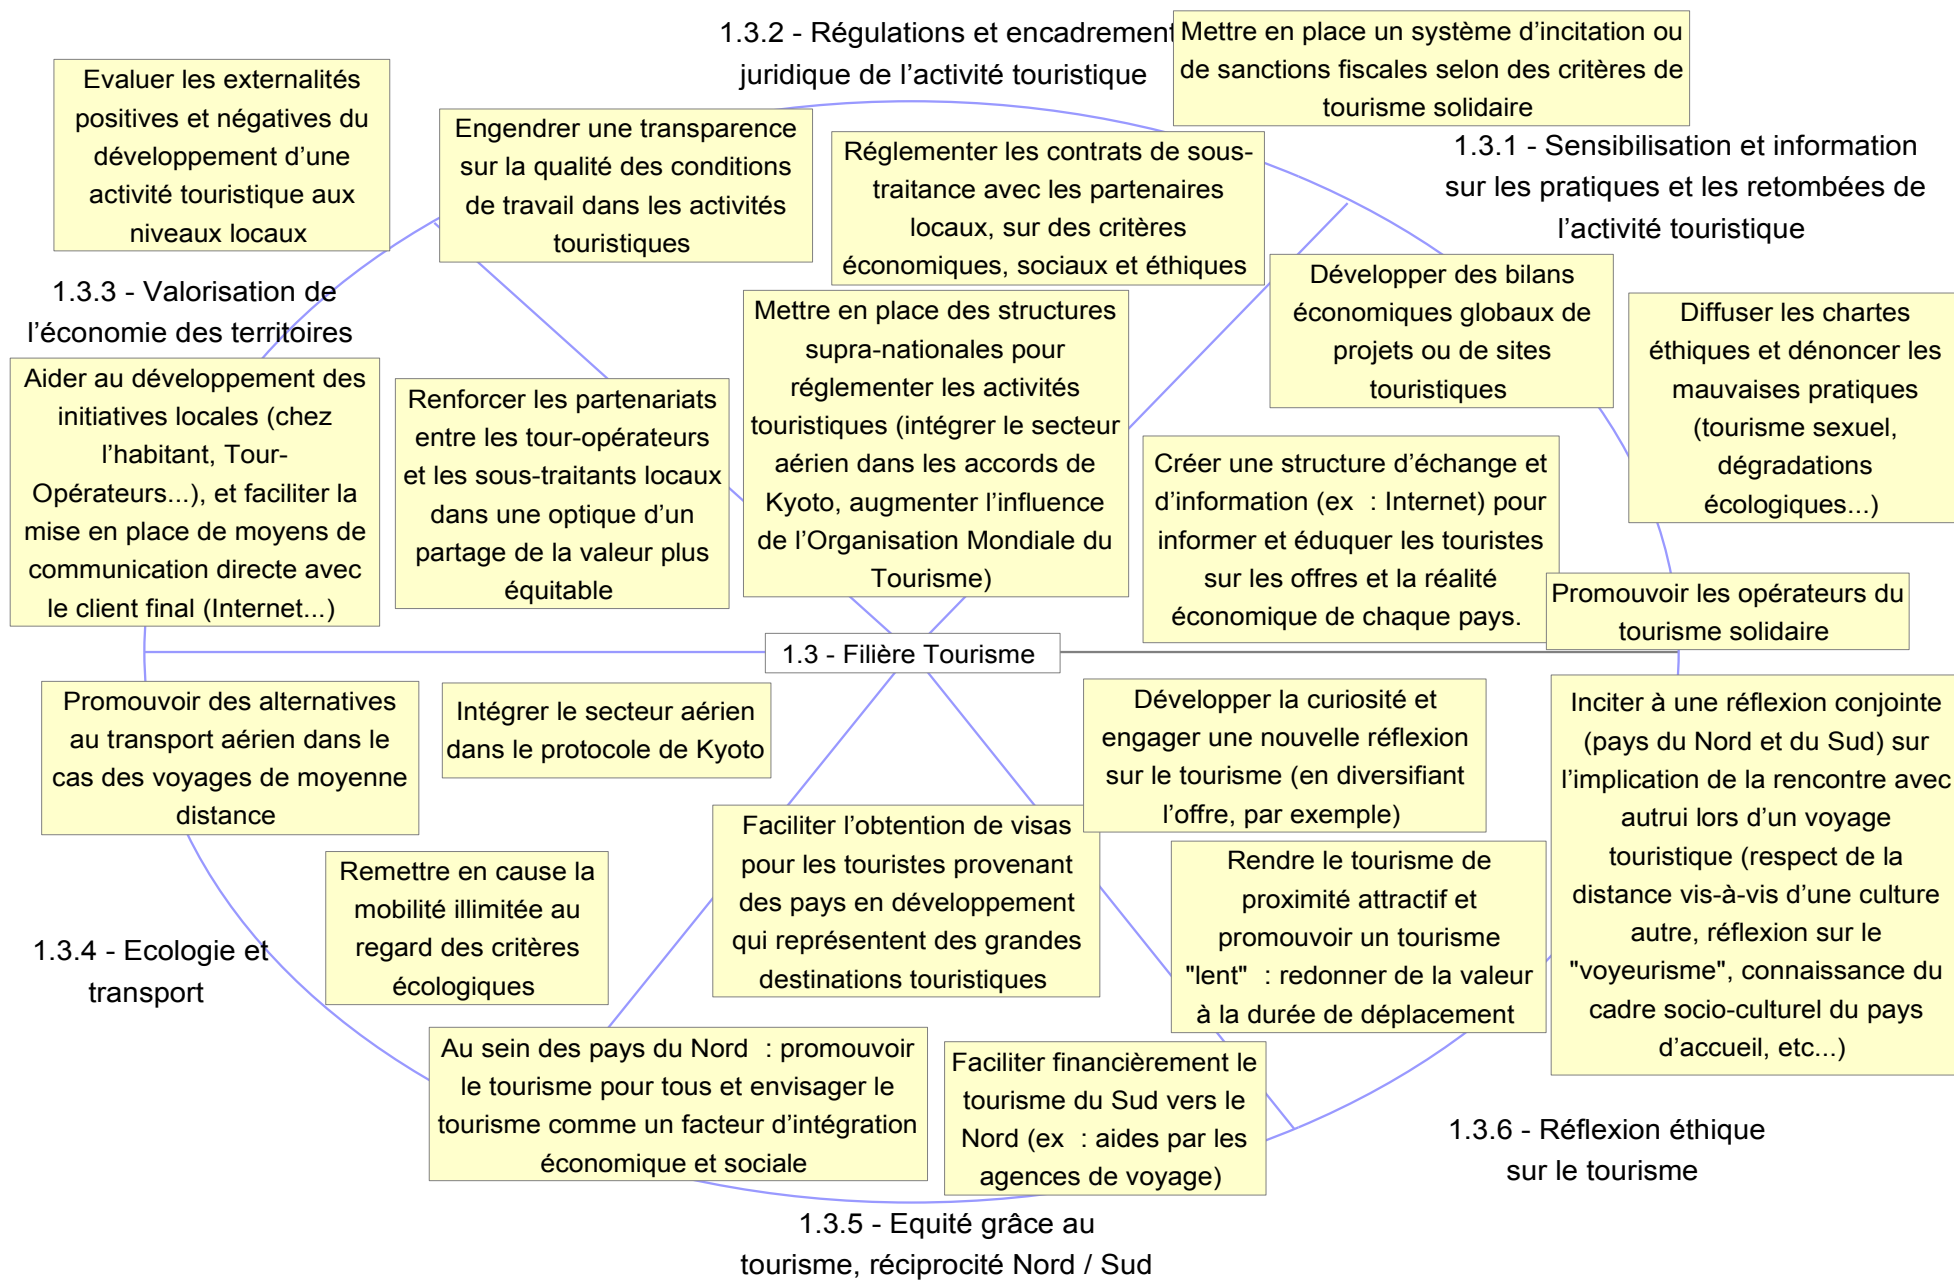 1.3.2 - Régulations et encadrement
juridique de l’activité touristique
Mettre en place un système d’incitation ou
de sanctions fiscales selon des critères de
tourisme solidaire
Evaluer les externalités
positives et négatives du
développement d’une
activité touristique aux
niveaux locaux
Engendrer une transparence
sur la qualité des conditions
de travail dans les activités
touristiques
Réglementer les contrats de sous-
traitance avec les partenaires
locaux, sur des critères
économiques, sociaux et éthiques
1.3.1 - Sensibilisation et information
sur les pratiques et les retombées de
l’activité touristique
1.3.3 - Valorisation de
l’économie des territoires
Mettre en place des structures
supra-nationales pour
réglementer les activités
touristiques (intégrer le secteur
aérien dans les accords de
Kyoto, augmenter l’influence
de l’Organisation Mondiale du
Tourisme)
Développer des bilans
économiques globaux de
projets ou de sites
touristiques
Diffuser les chartes
éthiques et dénoncer les
mauvaises pratiques
(tourisme sexuel,
dégradations
écologiques...)
Aider au développement des
initiatives locales (chez
l’habitant, Tour-
Opérateurs...), et faciliter la
mise en place de moyens de
communication directe avec
le client final (Internet...)
Renforcer les partenariats
entre les tour-opérateurs
et les sous-traitants locaux
dans une optique d’un
partage de la valeur plus
équitable
Créer une structure d’échange et
d’information (ex : Internet) pour
informer et éduquer les touristes
sur les offres et la réalité
économique de chaque pays.
Promouvoir les opérateurs du
tourisme solidaire
1.3 - Filière Tourisme
Promouvoir des alternatives
au transport aérien dans le
cas des voyages de moyenne
distance
Intégrer le secteur aérien
dans le protocole de Kyoto
Développer la curiosité et
engager une nouvelle réflexion
sur le tourisme (en diversifiant
l’offre, par exemple)
Inciter à une réflexion conjointe
(pays du Nord et du Sud) sur
l’implication de la rencontre avec
autrui lors d’un voyage
touristique (respect de la
distance vis-à-vis d’une culture
autre, réflexion sur le
"voyeurisme", connaissance du
cadre socio-culturel du pays
d’accueil, etc...)
Faciliter l’obtention de visas
pour les touristes provenant
des pays en développement
qui représentent des grandes
destinations touristiques
Remettre en cause la
mobilité illimitée au
regard des critères
écologiques
Rendre le tourisme de
proximité attractif et
promouvoir un tourisme
"lent" : redonner de la valeur
à la durée de déplacement
1.3.4 - Ecologie et
transport
Au sein des pays du Nord : promouvoir
le tourisme pour tous et envisager le
tourisme comme un facteur d’intégration
économique et sociale
Faciliter financièrement le
tourisme du Sud vers le
Nord (ex : aides par les
agences de voyage)
1.3.6 - Réflexion éthique
sur le tourisme
1.3.5 - Equité grâce au
tourisme, réciprocité Nord / Sud